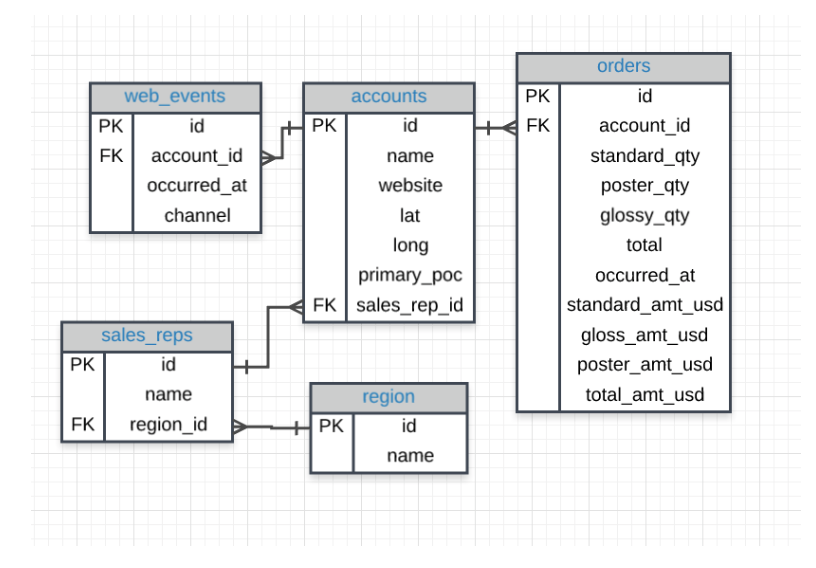 web_events
PK id
FK account_id
occurred_at
channel
accounts
PK id
name
website
lat
long
primary_poc
FK sales_rep_id
orders
PK id
FK account_id
standard_qty
poster_qty
glossy_qty
total
occurred_at
standard_amt_usd
gloss_amt_usd
poster_amt_usd
total_amt_usd
sales_reps
PK id
name
FK region_id
region
PK id
name